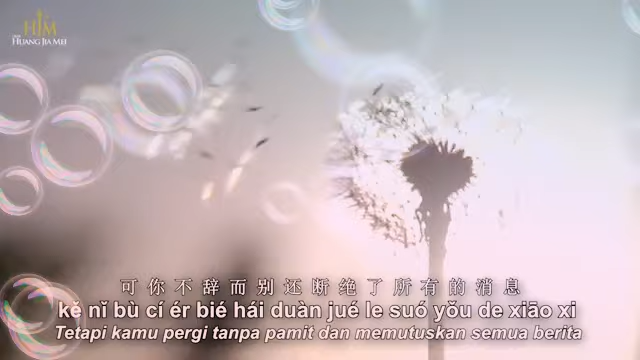 HM
HUANG JIA MEI
可你不辞而别还断绝了所有的消息
kě nǐ bù cí ér bié hái duàn jué le suó yǒu de xiāo xi
Tetapi kamu pergi tanpa pamit dan memutuskan semua berita